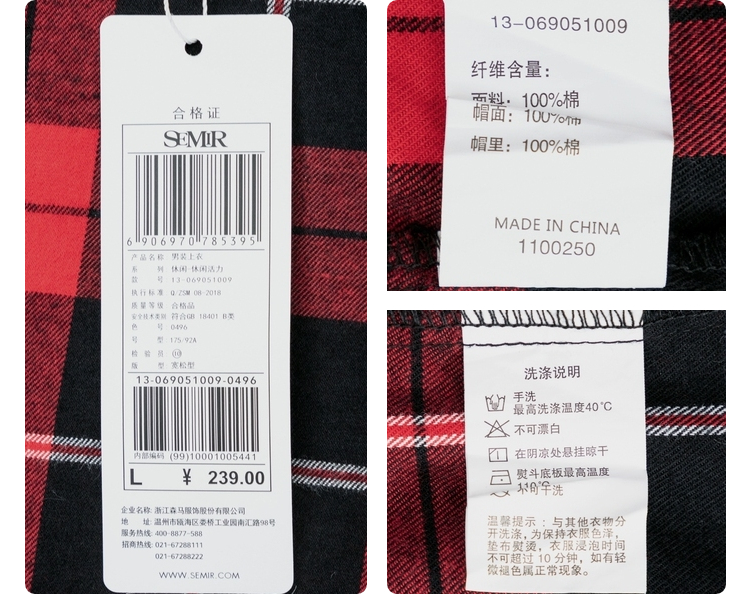 合格证
SEMIR
6 906970 785395
产品名称 男装上衣
系 列 休闲·休闲活力
款 号 13-069051009
执行标准 Q/ZSM 08-2018
质量等级 合格品
安全技术类别 符合GB 18401 B类
色 号 0496
号 型 175/92A
检 验 员 10
版 型 宽松型
13-069051009-0496
内部编码 (99)10001005441
L ¥ 239.00
企业名称: 浙江森马服饰股份有限公司
地 址: 温州市瓯海区娄桥工业园南汇路98号
服务热线: 400-8877-588
招商热线: 021-67288111
021-67288222
WWW.SEMIR.COM
13-069051009
纤维含量:
面料: 100%棉
帽面: 100%棉
帽里: 100%棉
MADE IN CHINA
1100250
洗涤说明
手洗
最高洗涤温度40℃
不可漂白
在阴凉处悬挂晾干
熨斗底板最高温度
110℃
不可干洗
温馨提示:与其他衣物分
开洗涤,为保持衣服色泽,
垫布熨烫,衣服浸泡时间
不可超过10分钟,如有轻
微褪色属正常现象。